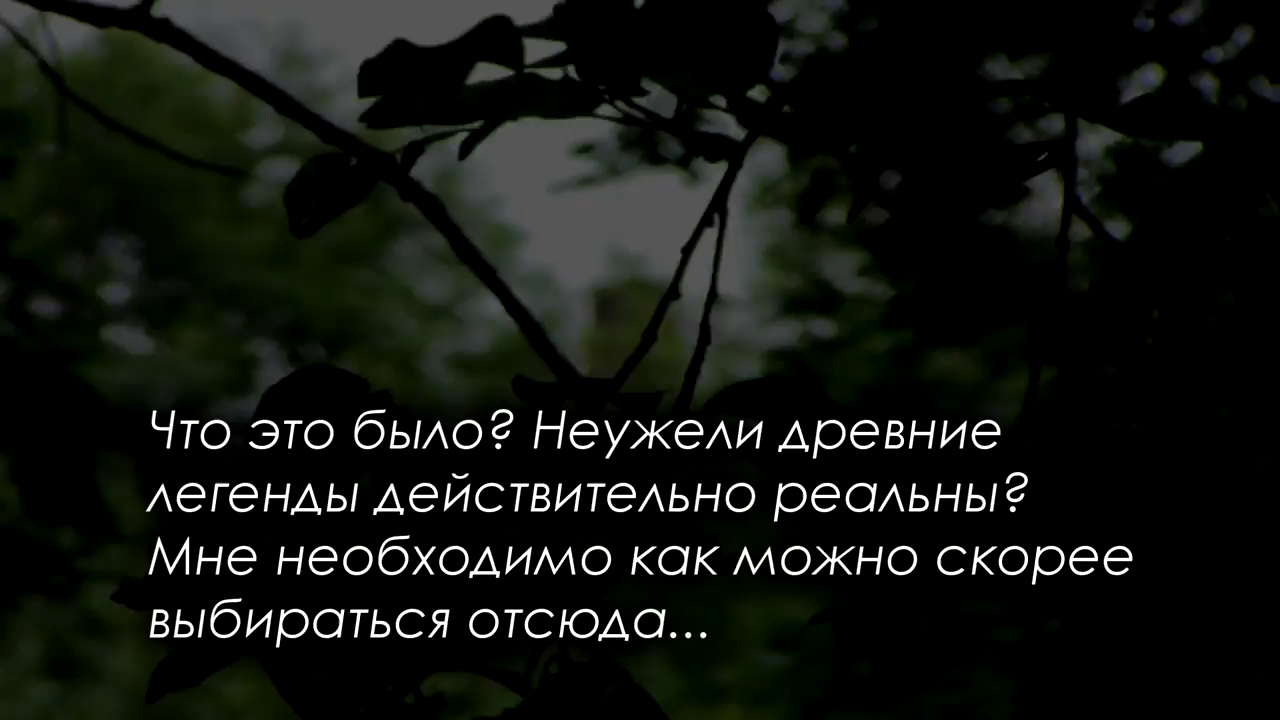 Что это было? Неужели древние
легенды действительно реальны?
Мне необходимо как можно скорее
выбираться отсюда...